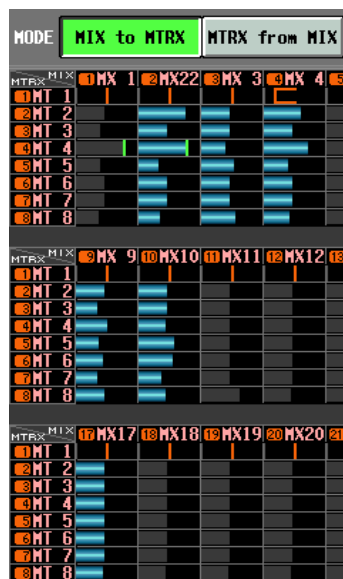 MODE MIX to MTRX MTRX from MIX
MTRX MIX 1 MX 1 2 MX22 3 MX 3 4 MX 4 5
1 MT 1
2 MT 2
3 MT 3
4 MT 4
5 MT 5
6 MT 6
7 MT 7
8 MT 8
MTRX MIX 9 MX 9 10 MX10 11 MX11 12 MX12 13
1 MT 1
2 MT 2
3 MT 3
4 MT 4
5 MT 5
6 MT 6
7 MT 7
8 MT 8
MTRX MIX 17 MX17 18 MX18 19 MX19 20 MX20 21
1 MT 1
2 MT 2
3 MT 3
4 MT 4
5 MT 5
6 MT 6
7 MT 7
8 MT 8